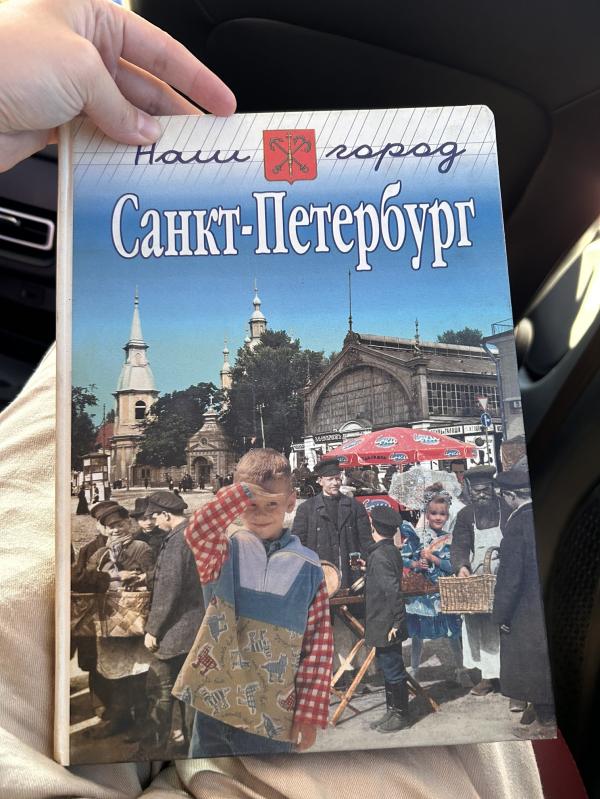 Наш город
Санкт-Петербург